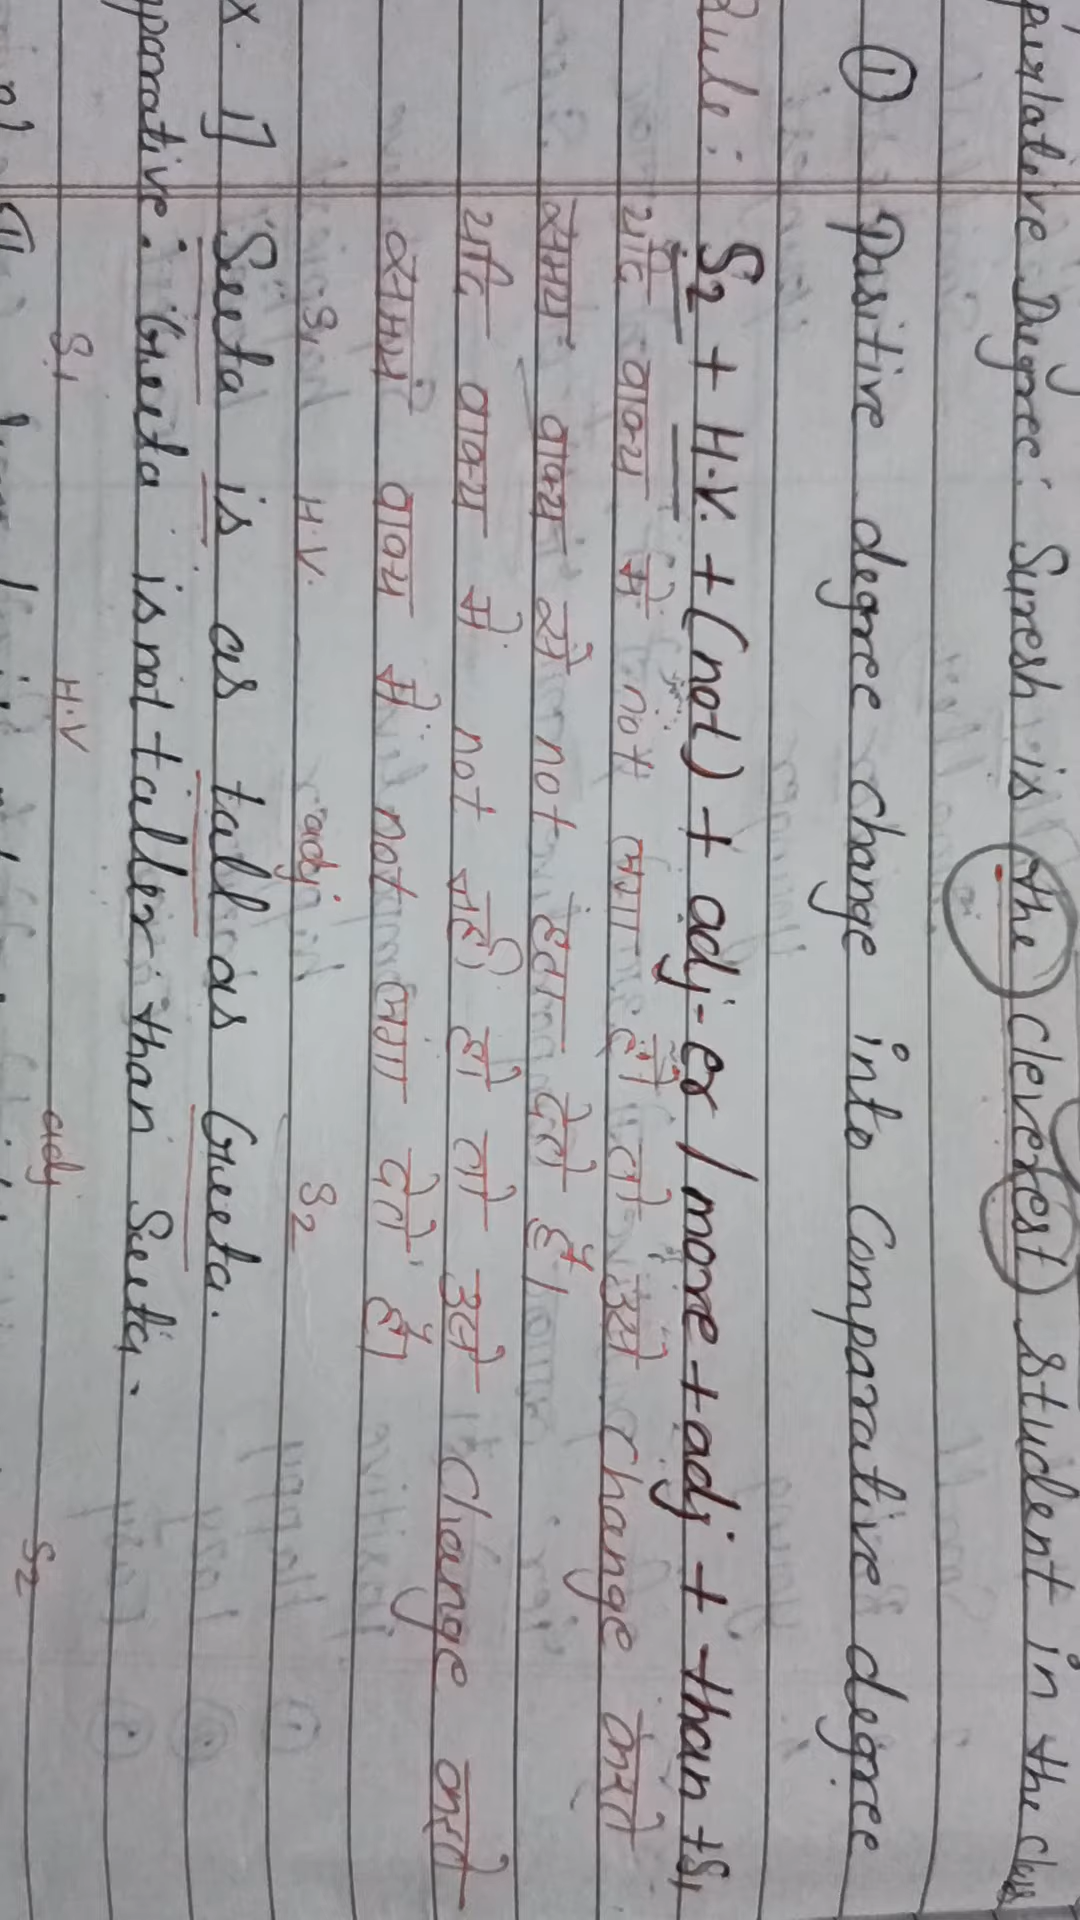 perlative Degree: Suresh is the cleverest student in the class
① Positive degree change into Comparative degree
Rule: S2 + H.V. + (not) + adj-er / more + adj + than + S1
यदि वाक्य में not लगा हो तो उसे Change करते
समय वाक्य से not हटा देते हैं।
यदि वाक्य में not नहीं हो तो उसे Change करते
समय वाक्य में not लगा देते हैं।
S1 H.V. adj S2
x. 1] Seeta is as tall as Geeta.
parative: Geeta is not taller than Seeta.
S1 H.V adj S2